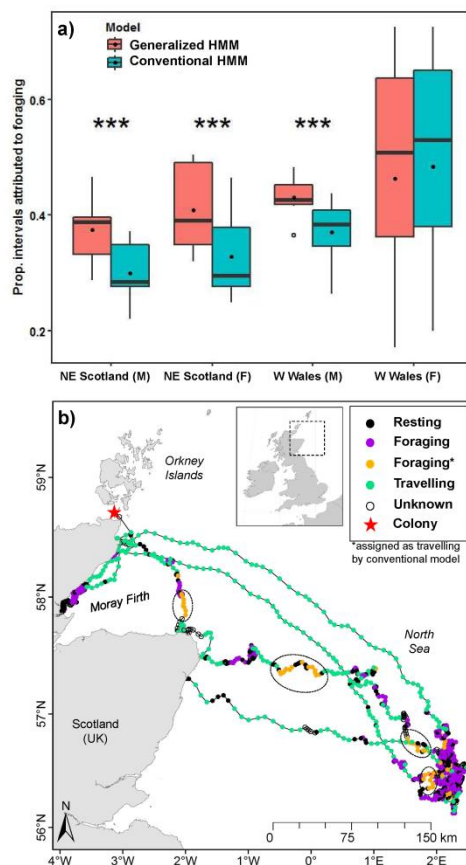 a)
Model
Generalized HMM
Conventional HMM
***
***
***
Prop. intervals attributed to foraging
0.6
0.4
0.2
NE Scotland (M)
NE Scotland (F)
W Wales (M)
W Wales (F)
b)
Orkney
Islands
Resting
Foraging
Foraging*
Travelling
Unknown
Colony
*assigned as travelling
by conventional model
59°N
58°N
57°N
56°N
Moray Firth
North
Sea
Scotland
(UK)
N
0
75
150 km
4°W
3°W
2°W
1°W
0°
1°E
2°E